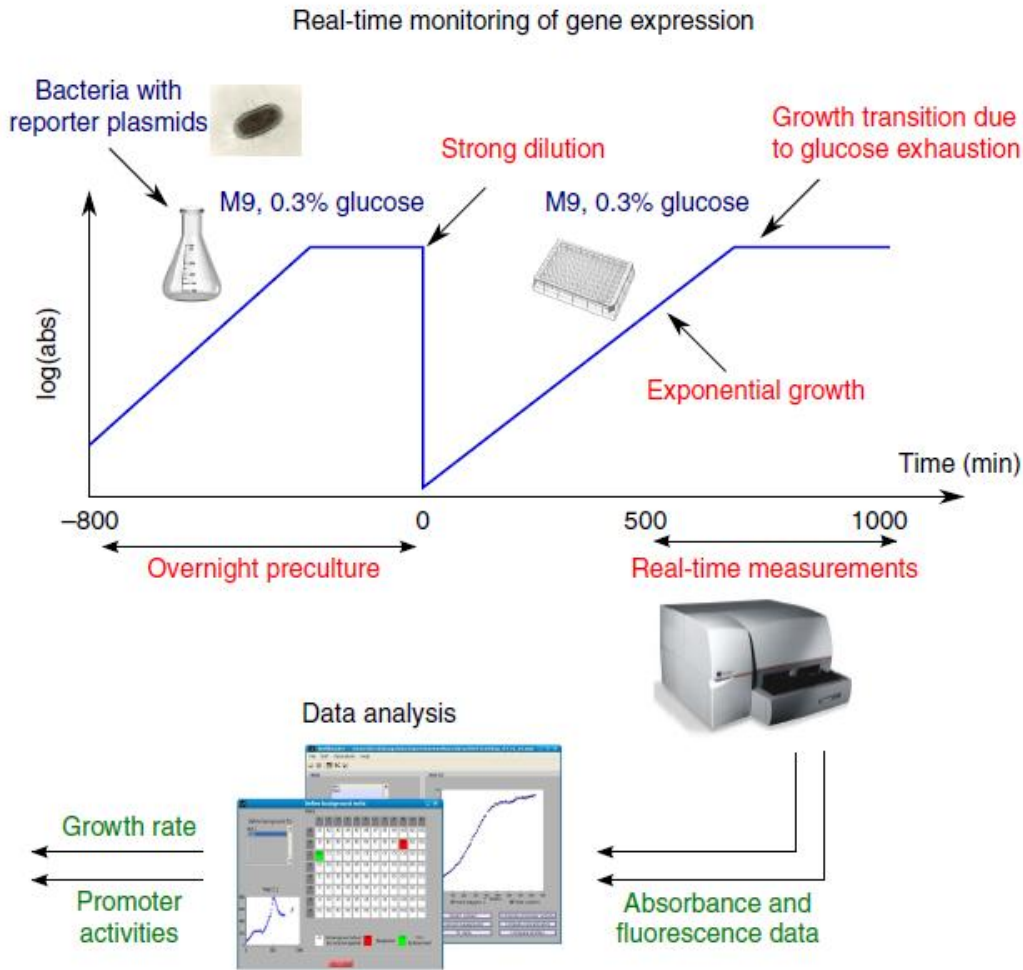 Real-time monitoring of gene expression
Bacteria with
reporter plasmids
Strong dilution
Growth transition due
to glucose exhaustion
M9, 0.3% glucose
M9, 0.3% glucose
log(abs)
Exponential growth
Time (min)
–800
0
500
1000
Overnight preculture
Real-time measurements
Data analysis
Growth rate
Promoter
activities
Absorbance and
fluorescence data